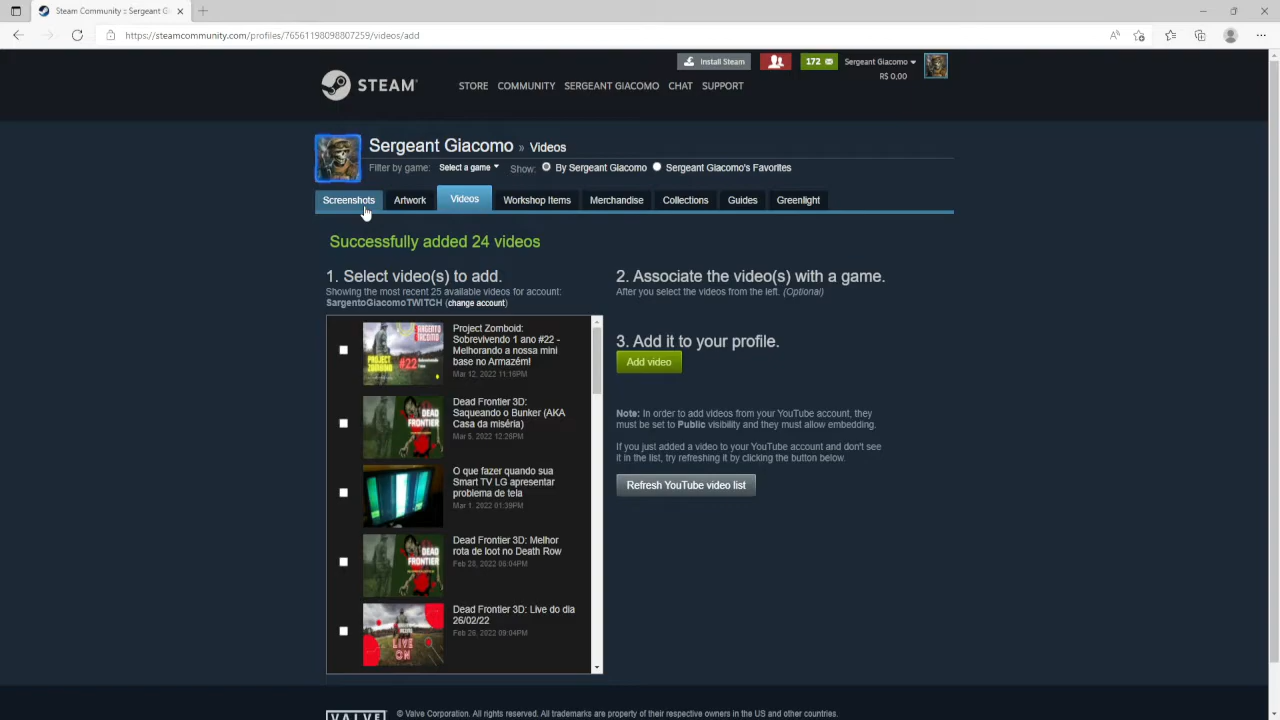 Steam Community :: Sergeant G
https://steamcommunity.com/profiles/76561198098807259/videos/add
Install Steam
172
Sergeant Giacomo
R$ 0,00
STEAM
STORE COMMUNITY SERGEANT GIACOMO CHAT SUPPORT
Sergeant Giacomo » Videos
Filter by game: Select a game Show: By Sergeant Giacomo Sergeant Giacomo's Favorites
Screenshots Artwork Videos Workshop Items Merchandise Collections Guides Greenlight
Successfully added 24 videos
1. Select video(s) to add.
Showing the most recent 25 available videos for account:
SargentoGiacomoTWITCH (change account)
SARGENTO
GIACOMO
PROJECT
ZOMBOID
#22
Project Zomboid:
Sobrevivendo 1 ano #22 -
Melhorando a nossa mini
base no Armazém!
Mar 12, 2022 11:16PM
DEAD
FRONTIER
Dead Frontier 3D:
Saqueando o Bunker (AKA
Casa da miséria)
Mar 5, 2022 12:26PM
O que fazer quando sua
Smart TV LG apresentar
problema de tela
Mar 1, 2022 01:39PM
DEAD
FRONTIER
Dead Frontier 3D: Melhor
rota de loot no Death Row
Feb 28, 2022 06:04PM
LIVE
ON
Dead Frontier 3D: Live do dia
26/02/22
Feb 26, 2022 09:04PM
2. Associate the video(s) with a game.
After you select the videos from the left. (Optional)
3. Add it to your profile.
Add video
Note: In order to add videos from your YouTube account, they
must be set to Public visibility and they must allow embedding.
If you just added a video to your YouTube account and don't see
it in the list, try refreshing it by clicking the button below.
Refresh YouTube video list
VALVE
© Valve Corporation. All rights reserved. All trademarks are property of their respective owners in the US and other countries.